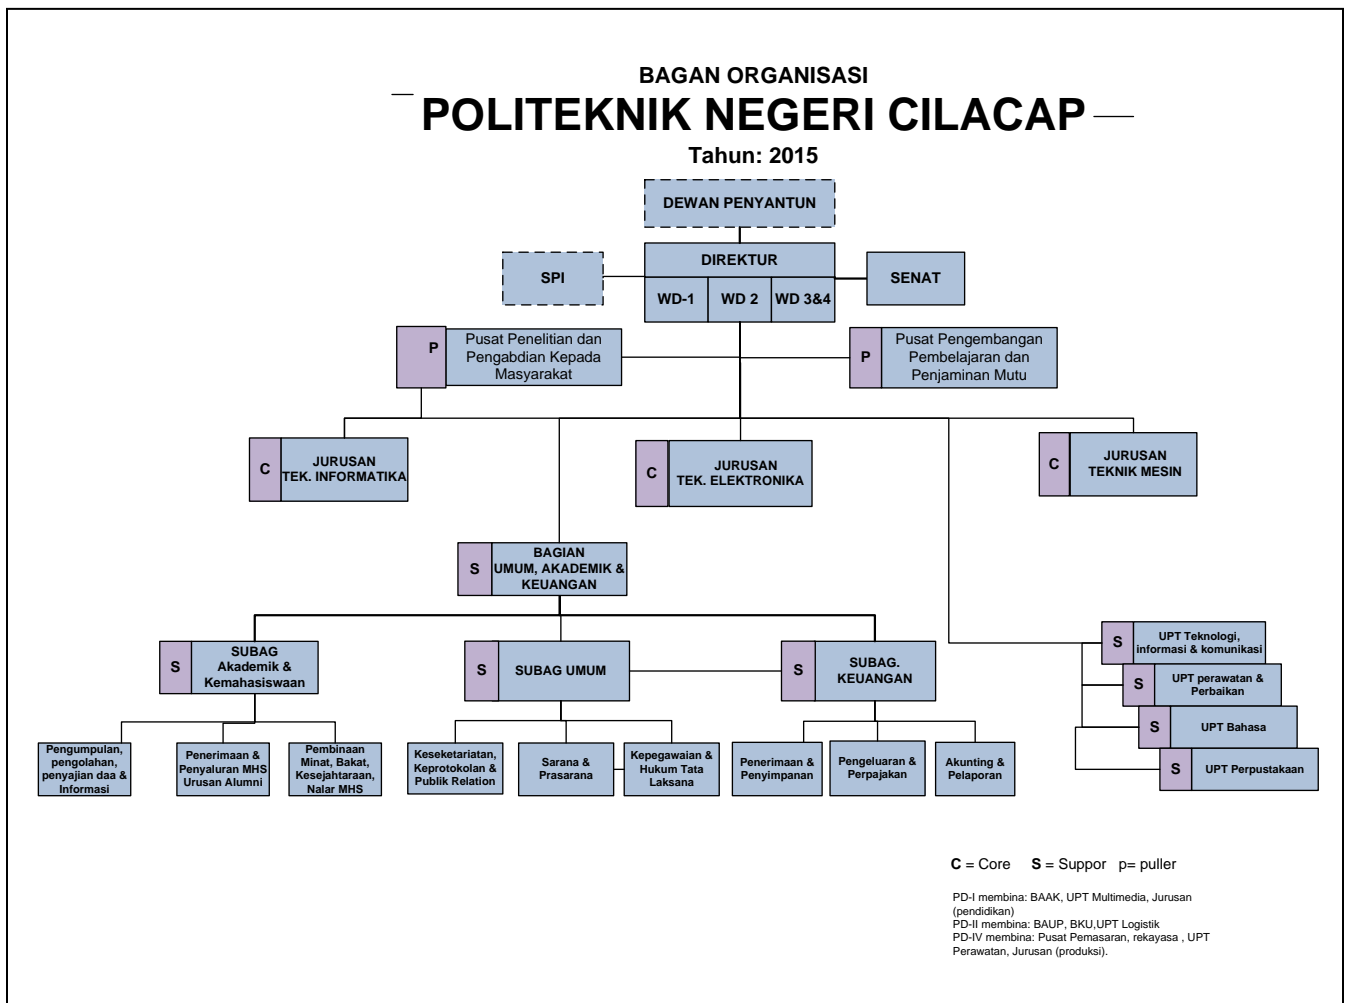 BAGAN ORGANISASI
POLITEKNIK NEGERI CILACAP
Tahun: 2015
DEWAN PENYANTUN
DIREKTUR
SPI
SENAT
WD-1
WD 2
WD 3&4
P
Pusat Penelitian dan
Pengabdian Kepada
Masyarakat
P
Pusat Pengembangan
Pembelajaran dan
Penjaminan Mutu
C
JURUSAN
TEK. INFORMATIKA
C
JURUSAN
TEK. ELEKTRONIKA
C
JURUSAN
TEKNIK MESIN
S
BAGIAN
UMUM, AKADEMIK &
KEUANGAN
S
SUBAG
Akademik &
Kemahasiswaan
S
SUBAG UMUM
S
SUBAG.
KEUANGAN
S
UPT Teknologi,
informasi & komunikasi
S
UPT perawatan &
Perbaikan
S
UPT Bahasa
S
UPT Perpustakaan
Pengumpulan,
pengolahan,
penyajian daa &
Informasi
Penerimaan &
Penyaluran MHS
Urusan Alumni
Pembinaan
Minat, Bakat,
Kesejahtaraan,
Nalar MHS
Keseketariatan,
Keprotokolan &
Publik Relation
Sarana &
Prasarana
Kepegawaian &
Hukum Tata
Laksana
Penerimaan &
Penyimpanan
Pengeluaran &
Perpajakan
Akunting &
Pelaporan
C = Core S = Suppor p= puller
PD-I membina: BAAK, UPT Multimedia, Jurusan
(pendidikan)
PD-II membina: BAUP, BKU,UPT Logistik
PD-IV membina: Pusat Pemasaran, rekayasa , UPT
Perawatan, Jurusan (produksi).